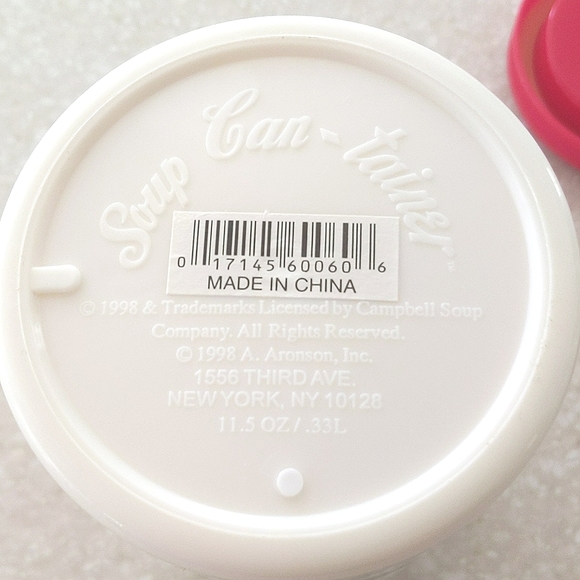 Soup Can-tainer™
0 17145 60060 6
MADE IN CHINA
© 1998 & Trademarks Licensed by Campbell Soup
Company. All Rights Reserved.
© 1998 A. Aronson, Inc.
1556 THIRD AVE.
NEW YORK, NY 10128
11.5 OZ / .33L